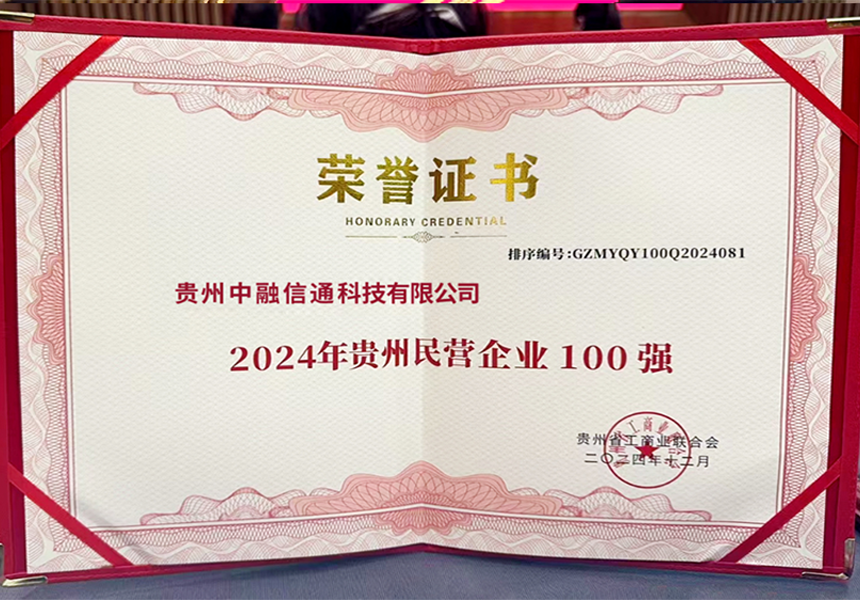 荣誉证书
HONORARY CREDENTIAL
排序编号:GZMYQY100Q2024081
贵州中融信通科技有限公司
2024年贵州民营企业100强
贵州省工商业联合会
二〇二四年十二月